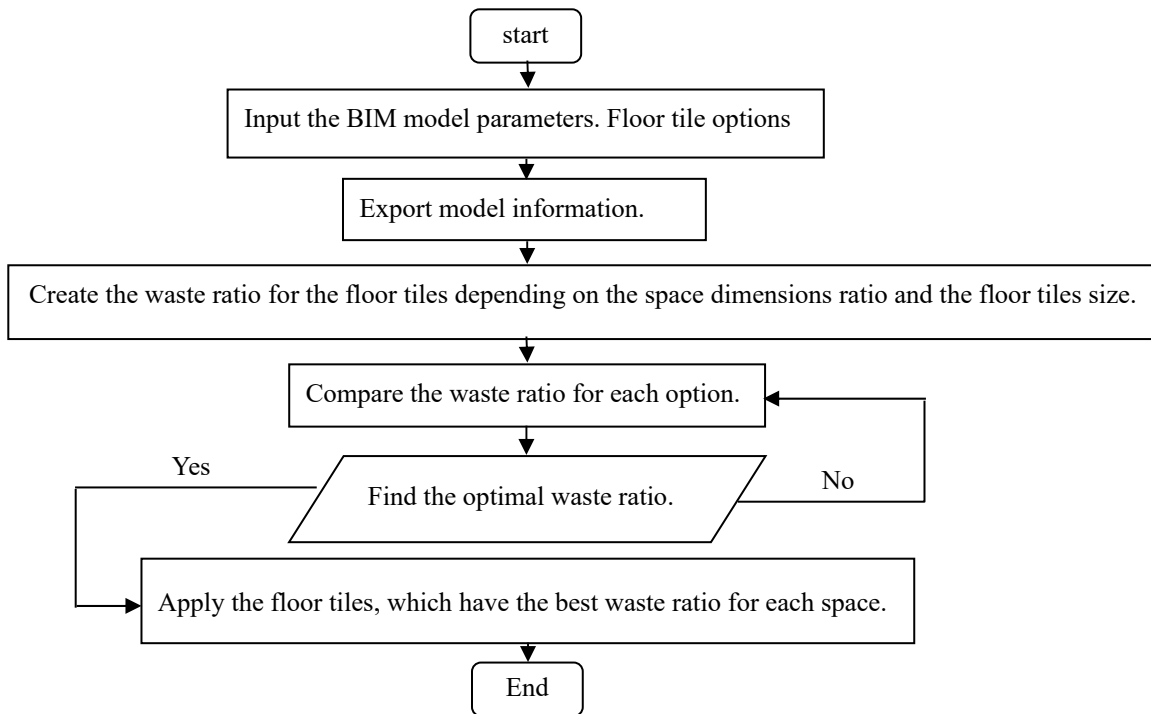 start
Input the BIM model parameters. Floor tile options
Export model information.
Create the waste ratio for the floor tiles depending on the space dimensions ratio and the floor tiles size.
Compare the waste ratio for each option.
Yes
Find the optimal waste ratio.
No
Apply the floor tiles, which have the best waste ratio for each space.
End